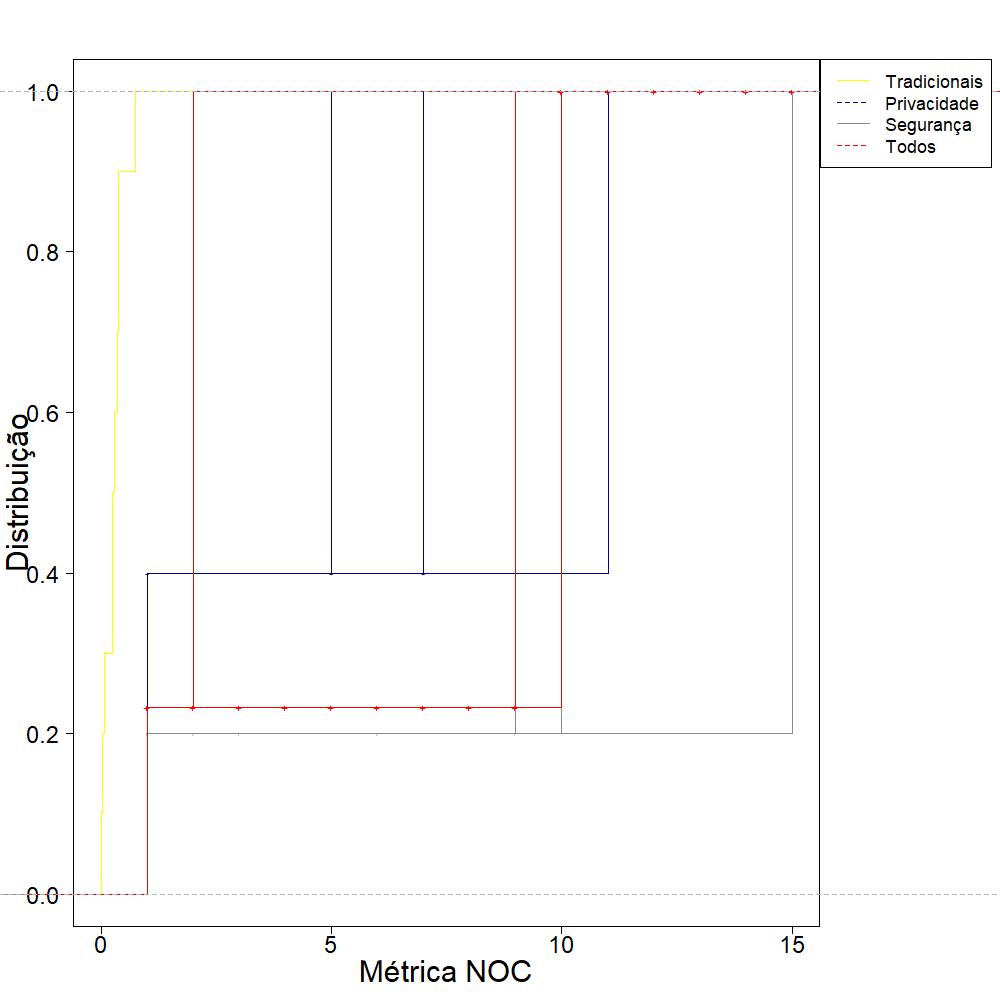 Tradicionais
Privacidade
Segurança
Todos
1.0
0.8
0.6
0.4
0.2
0.0
Distribuição
0 5 10 15
Métrica NOC